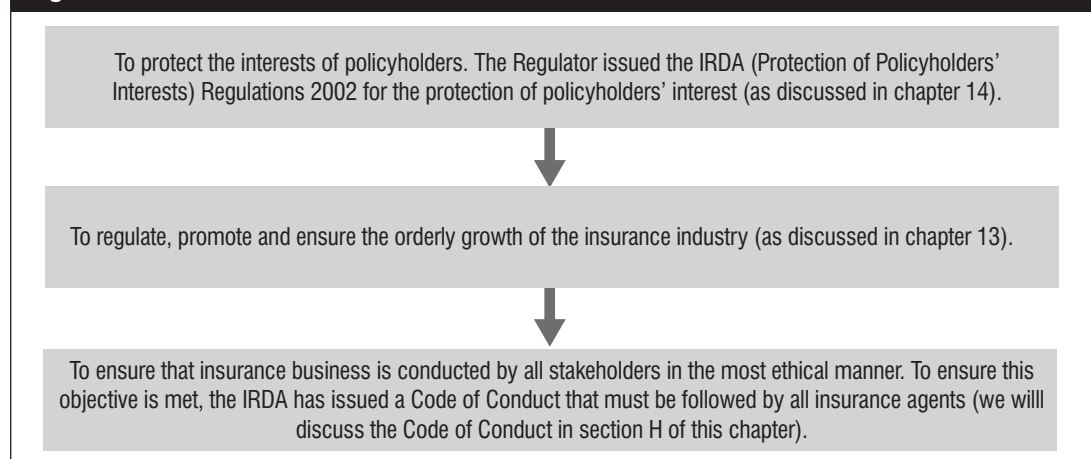 To protect the interests of policyholders. The Regulator issued the IRDA (Protection of Policyholders’
Interests) Regulations 2002 for the protection of policyholders’ interest (as discussed in chapter 14).
To regulate, promote and ensure the orderly growth of the insurance industry (as discussed in chapter 13).
To ensure that insurance business is conducted by all stakeholders in the most ethical manner. To ensure this
objective is met, the IRDA has issued a Code of Conduct that must be followed by all insurance agents (we willl
discuss the Code of Conduct in section H of this chapter).